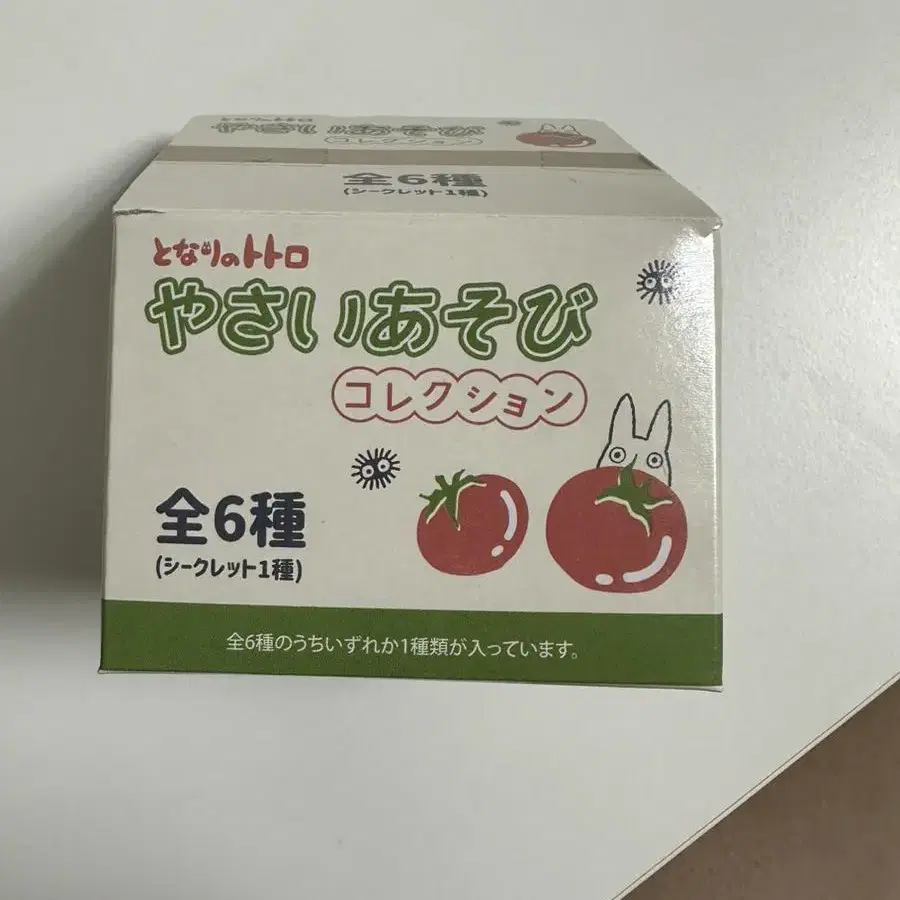 やさいあそび
コレクション
全6種
(シークレット1種)
となりのトトロ
やさいあそび
コレクション
全6種
(シークレット1種)
全6種のうちいずれか1種類が入っています。